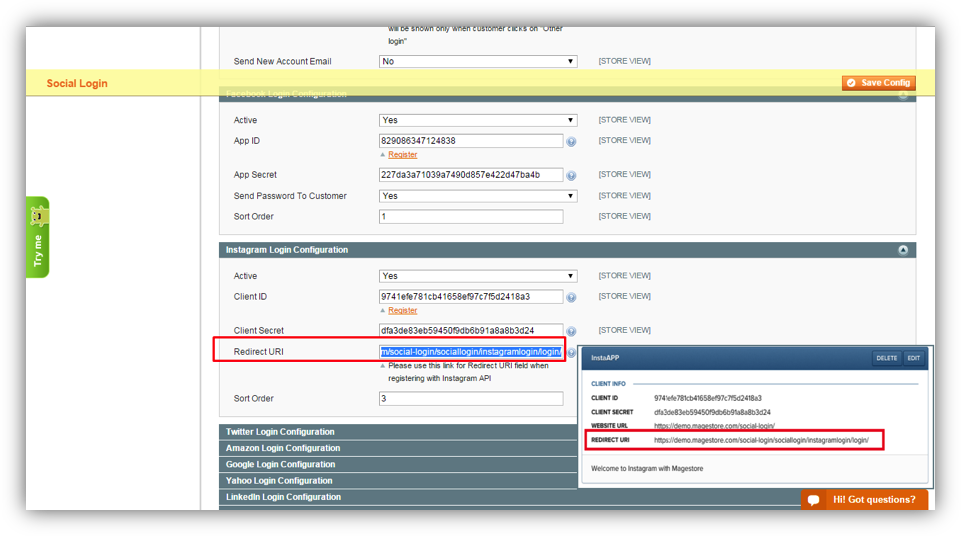 will be shown only when customer clicks on "Other
login"
Send New Account Email No [STORE VIEW]
Social Login Save Config
Facebook Login Configuration
Active Yes [STORE VIEW]
App ID 829086347124838 [STORE VIEW]
Register
App Secret 227da3a71039a7490d857e422d47ba4b [STORE VIEW]
Send Password To Customer Yes [STORE VIEW]
Sort Order 1 [STORE VIEW]
Try me
Instagram Login Configuration
Active Yes [STORE VIEW]
Client ID 9741efe781cb41658ef97c7f5d2418a3 [STORE VIEW]
Register
Client Secret dfa3de83eb59450f9db6b91a8a8b3d24 [STORE VIEW]
Redirect URI m/social-login/sociallogin/instagramlogin/login/
Please use this link for Redirect URI field when
registering with Instagram API
Sort Order 3
InstaAPP DELETE EDIT
CLIENT INFO
CLIENT ID 9741efe781cb41658ef97c7f5d2418a3
CLIENT SECRET dfa3de83eb59450f9db6b91a8a8b3d24
WEBSITE URL https://demo.magestore.com/social-login/
REDIRECT URI https://demo.magestore.com/social-login/sociallogin/instagramlogin/login/
Welcome to Instagram with Magestore
Twitter Login Configuration
Amazon Login Configuration
Google Login Configuration
Yahoo Login Configuration
LinkedIn Login Configuration
Hi! Got questions?